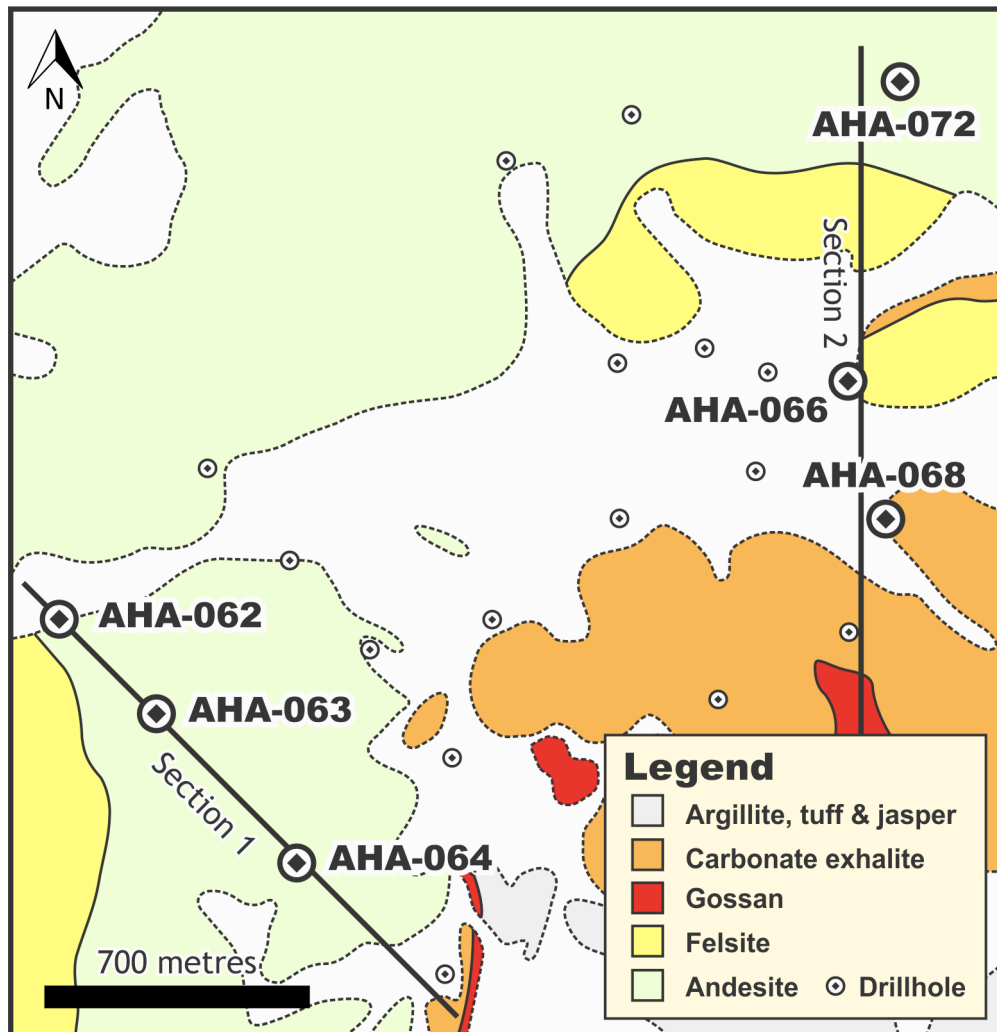 N
AHA-072
Section 2
AHA-066
AHA-068
AHA-062
AHA-063
Section 1
AHA-064
700 metres
Legend
Argillite, tuff & jasper
Carbonate exhalite
Gossan
Felsite
Andesite
Drillhole